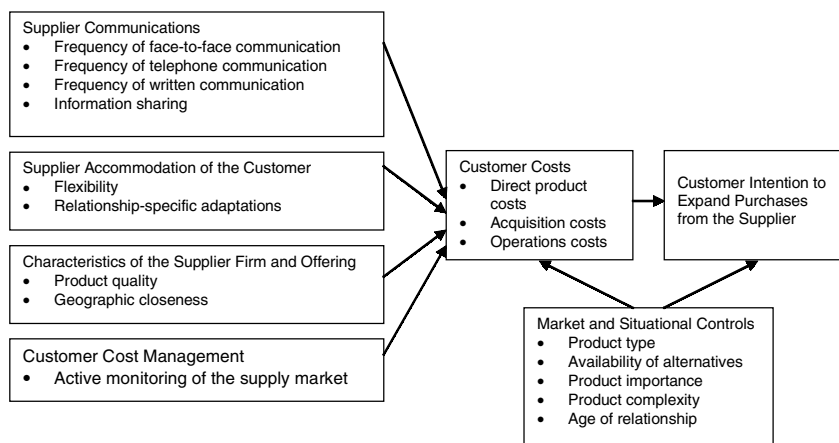 Supplier Communications
• Frequency of face-to-face communication
• Frequency of telephone communication
• Frequency of written communication
• Information sharing
Supplier Accommodation of the Customer
• Flexibility
• Relationship-specific adaptations
Characteristics of the Supplier Firm and Offering
• Product quality
• Geographic closeness
Customer Cost Management
• Active monitoring of the supply market
Customer Costs
• Direct product
costs
• Acquisition costs
• Operations costs
Customer Intention to
Expand Purchases
from the Supplier
Market and Situational Controls
• Product type
• Availability of alternatives
• Product importance
• Product complexity
• Age of relationship